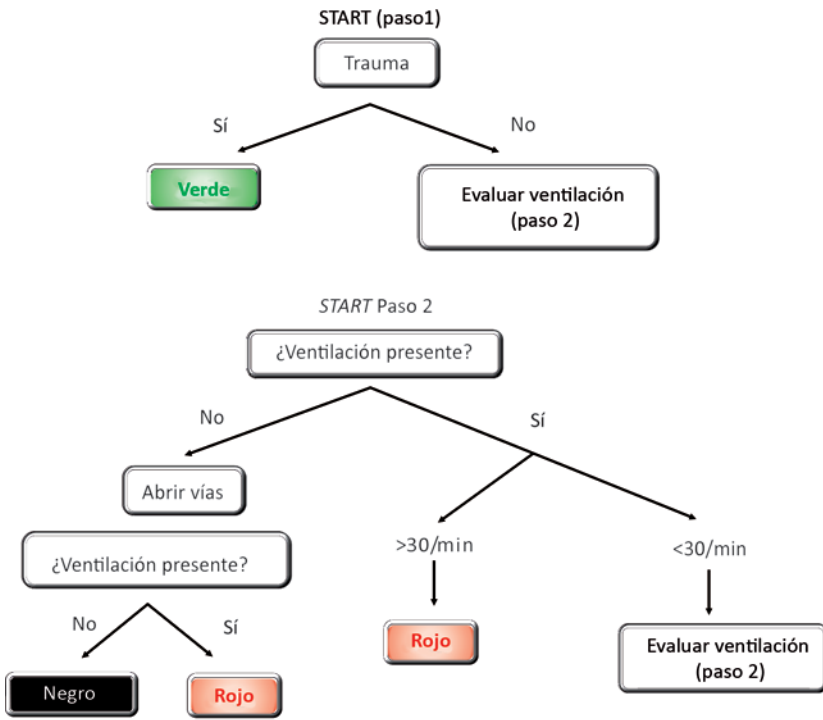 START (paso1)
Trauma
Sí
No
Verde
Evaluar ventilación
(paso 2)
START Paso 2
¿Ventilación presente?
No
Sí
Abrir vías
>30/min
<30/min
¿Ventilación presente?
No
Sí
Rojo
Evaluar ventilación
(paso 2)
Negro
Rojo